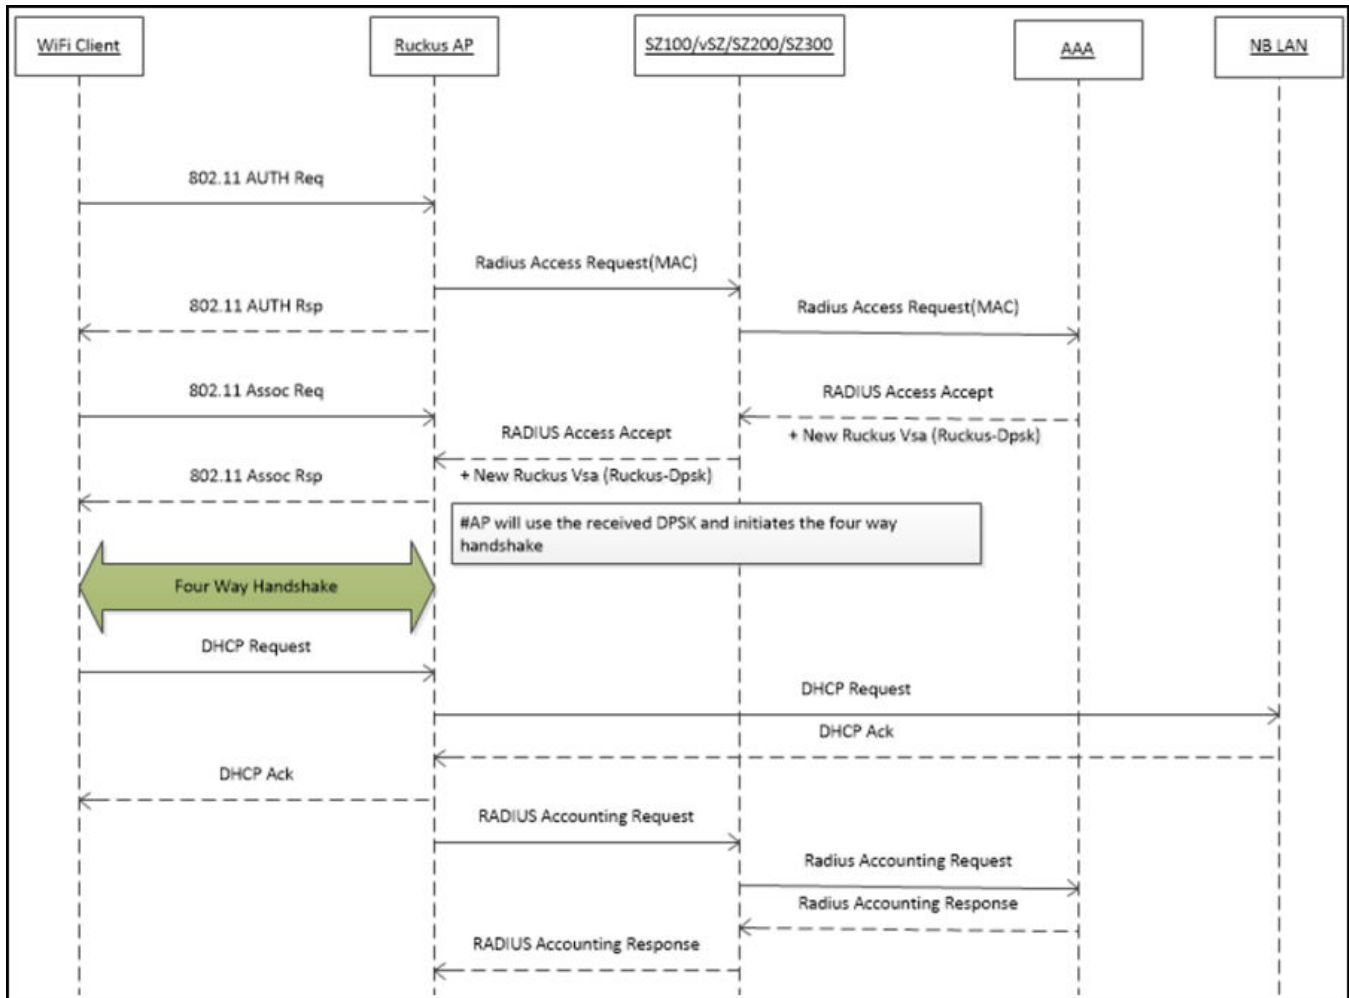 WiFi Client
Ruckus AP
SZ100/vSZ/SZ200/SZ300
AAA
NB LAN
802.11 AUTH Req
Radius Access Request(MAC)
802.11 AUTH Rsp
Radius Access Request(MAC)
802.11 Assoc Req
RADIUS Access Accept
+ New Ruckus Vsa (Ruckus-Dpsk)
RADIUS Access Accept
+ New Ruckus Vsa (Ruckus-Dpsk)
802.11 Assoc Rsp
#AP will use the received DPSK and initiates the four way
handshake
Four Way Handshake
DHCP Request
DHCP Request
DHCP Ack
DHCP Ack
RADIUS Accounting Request
Radius Accounting Request
Radius Accounting Response
RADIUS Accounting Response